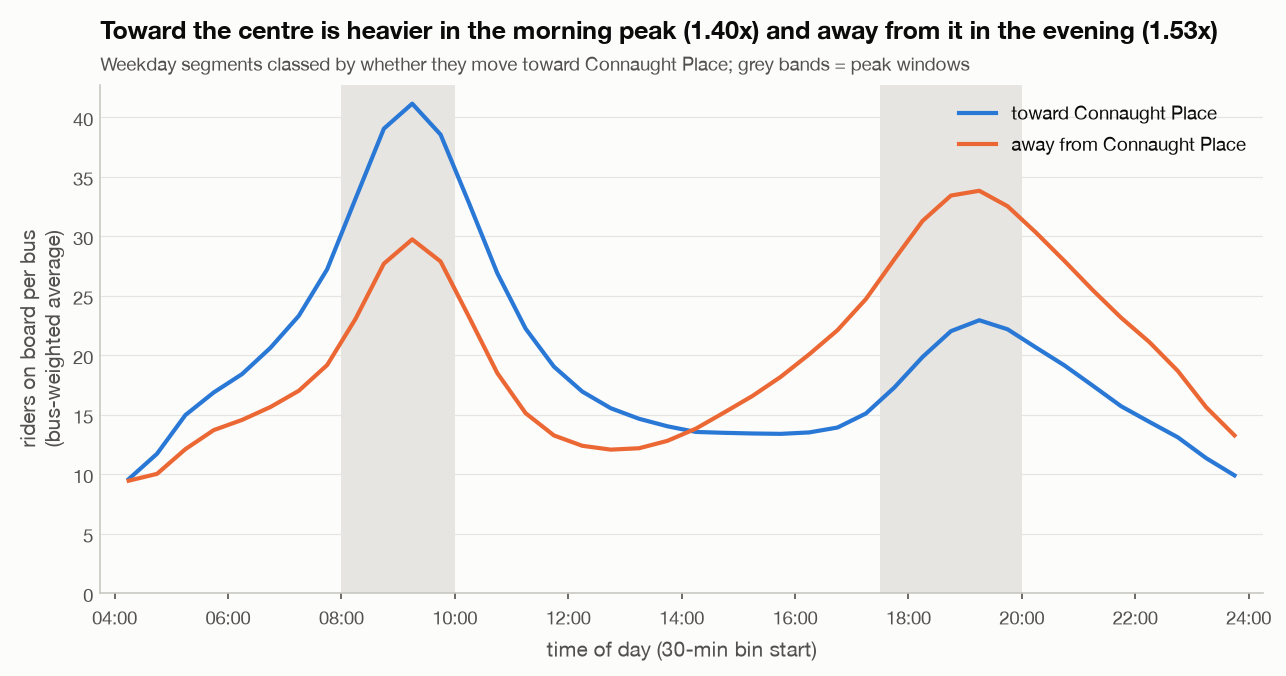 Toward the centre is heavier in the morning peak (1.40x) and away from it in the evening (1.53x)
Weekday segments classed by whether they move toward Connaught Place; grey bands = peak windows
toward Connaught Place
away from Connaught Place
riders on board per bus
(bus-weighted average)
40
35
30
25
20
15
10
5
0
04:00 06:00 08:00 10:00 12:00 14:00 16:00 18:00 20:00 22:00 24:00
time of day (30-min bin start)